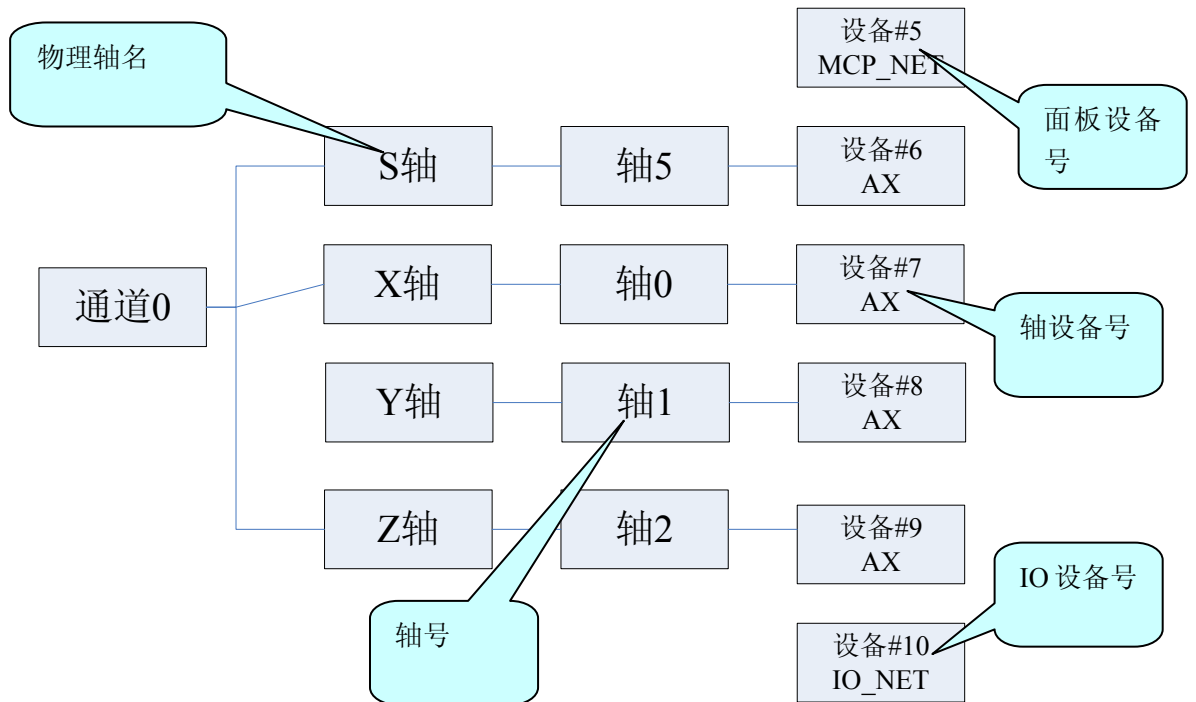 物理轴名
设备#5
MCP_NET
面板设备
号
S轴
轴5
设备#6
AX
通道0
X轴
轴0
设备#7
AX
轴设备号
Y轴
轴1
设备#8
AX
Z轴
轴2
设备#9
AX
IO 设备号
轴号
设备#10
IO_NET